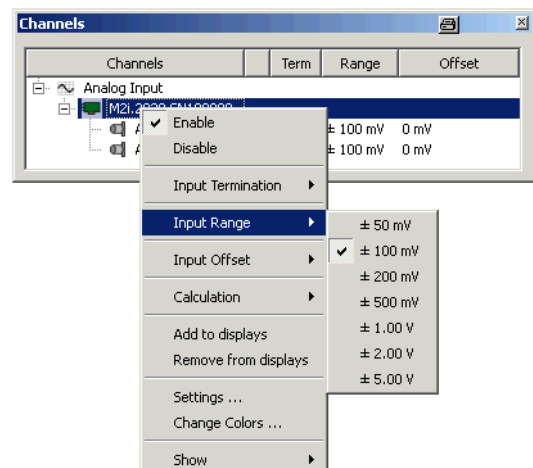 Channels
Channels Term Range Offset
Analog Input
Enable
± 100 mV 0 mV
Disable
± 100 mV 0 mV
Input Termination
Input Range
± 50 mV
± 100 mV
Input Offset
± 200 mV
Calculation
± 500 mV
± 1.00 V
Add to displays
± 2.00 V
Remove from displays
± 5.00 V
Settings ...
Change Colors ...
Show